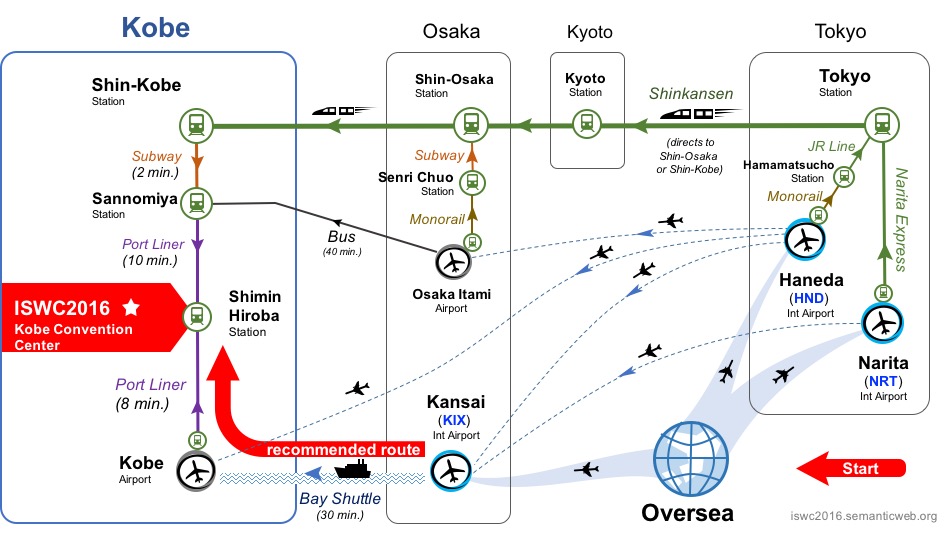 Kobe
Osaka
Kyoto
Tokyo
Shin-Kobe
Station
Shin-Osaka
Station
Kyoto
Station
Shinkansen
(directs to
Shin-Osaka
or Shin-Kobe)
Tokyo
Station
JR Line
Hamamatsucho
Station
Monorail
Narita Express
Subway
(2 min.)
Subway
Senri Chuo
Station
Monorail
Sannomiya
Station
Bus
(40 min.)
Port Liner
(10 min.)
Osaka Itami
Airport
Haneda
(HND)
Int Airport
ISWC2016
Kobe Convention
Center
Shimin
Hiroba
Station
Narita
(NRT)
Int Airport
Port Liner
(8 min.)
Kansai
(KIX)
Int Airport
recommended route
Kobe
Airport
Bay Shuttle
(30 min.)
Oversea
Start
iswc2016.semanticweb.org